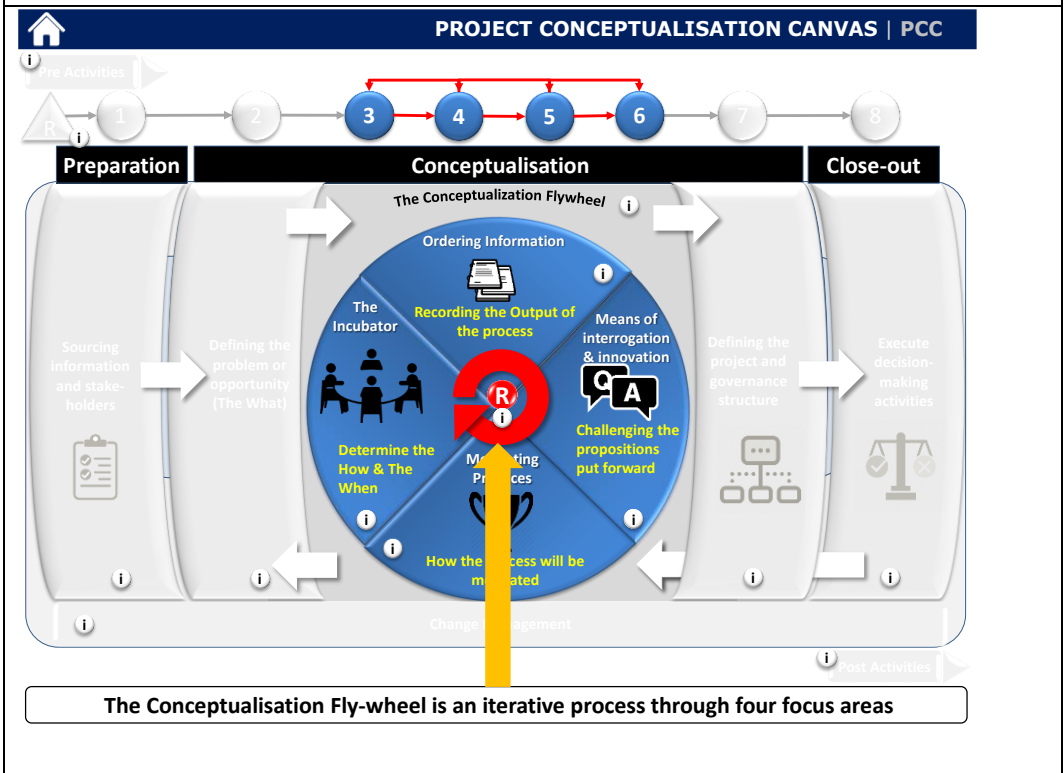 PROJECT CONCEPTUALISATION CANVAS | PCC
i
Pre Activities
R
i
1
2
3
4
5
6
7
8
Preparation
Conceptualisation
Close-out
The Conceptualization Flywheel
i
Ordering Information
i
Recording the Output of
the process
The
Incubator
Determine the
How & The
When
i
Means of
interrogation
& innovation
Q
A
Challenging the
propositions
put forward
i
R
i
Practices
i
How the
will be
Sourcing
information
and stake-
holders
i
Defining the
problem or
opportunity
(The What)
i
Defining the
project and
governance
structure
i
Execute
decision-
making
activities
i
i
Change
i
Post Activities
The Conceptualisation Fly-wheel is an iterative process through four focus areas